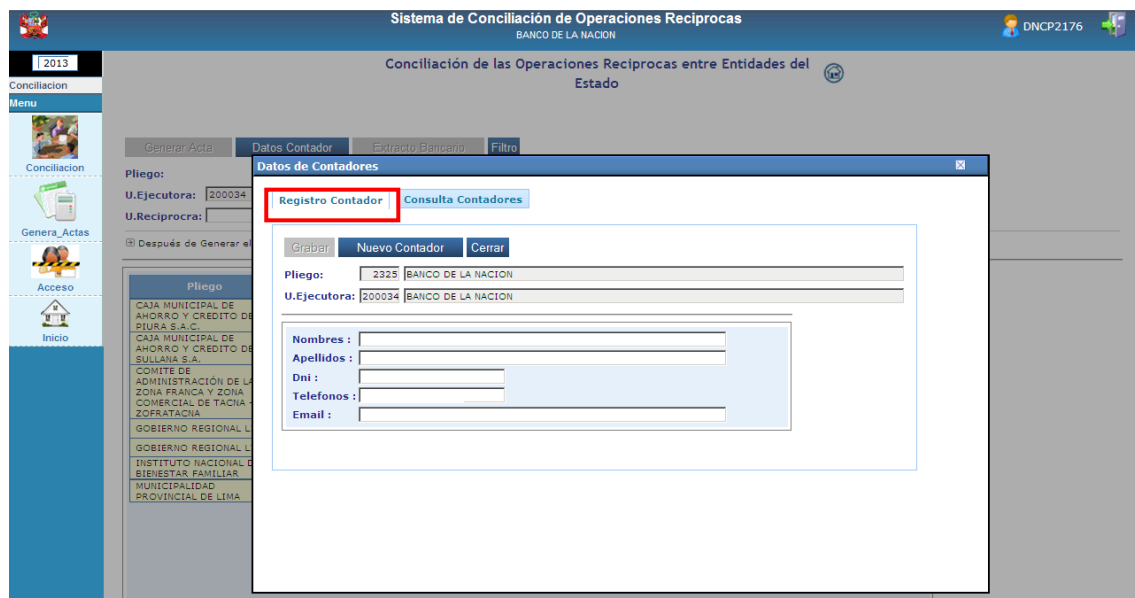 Sistema de Conciliación de Operaciones Reciprocas
BANCO DE LA NACION
DNCP2176
2013
Conciliacion
Menu
Conciliacion
Genera_Actas
Acceso
Inicio
Conciliación de las Operaciones Reciprocas entre Entidades del
Estado
Generar Acta
Datos Contador
Extracto Bancario
Filtro
Pliego:
U.Ejecutora: 200034
U.Reciprocra:
Después de Generar el
Pliego
CAJA MUNICIPAL DE
AHORRO Y CREDITO DE
PIURA S.A.C.
CAJA MUNICIPAL DE
AHORRO Y CREDITO DE
SULLANA S.A.
COMITE DE
ADMINISTRACIÓN DE LA
ZONA FRANCA Y ZONA
COMERCIAL DE TACNA -
ZOFRATACNA
GOBIERNO REGIONAL L
GOBIERNO REGIONAL L
INSTITUTO NACIONAL D
BIENESTAR FAMILIAR
MUNICIPALIDAD
PROVINCIAL DE LIMA
Datos de Contadores
Registro Contador
Consulta Contadores
Grabar
Nuevo Contador
Cerrar
Pliego: 2325 BANCO DE LA NACION
U.Ejecutora: 200034 BANCO DE LA NACION
Nombres :
Apellidos :
Dni :
Telefonos :
Email :